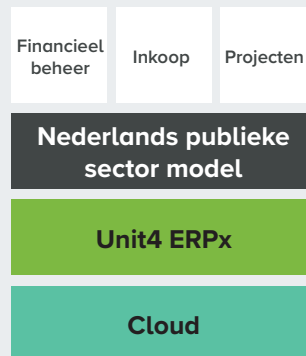 Financieel
beheer
Inkoop
Projecten
Nederlands publieke
sector model
Unit4 ERPx
Cloud